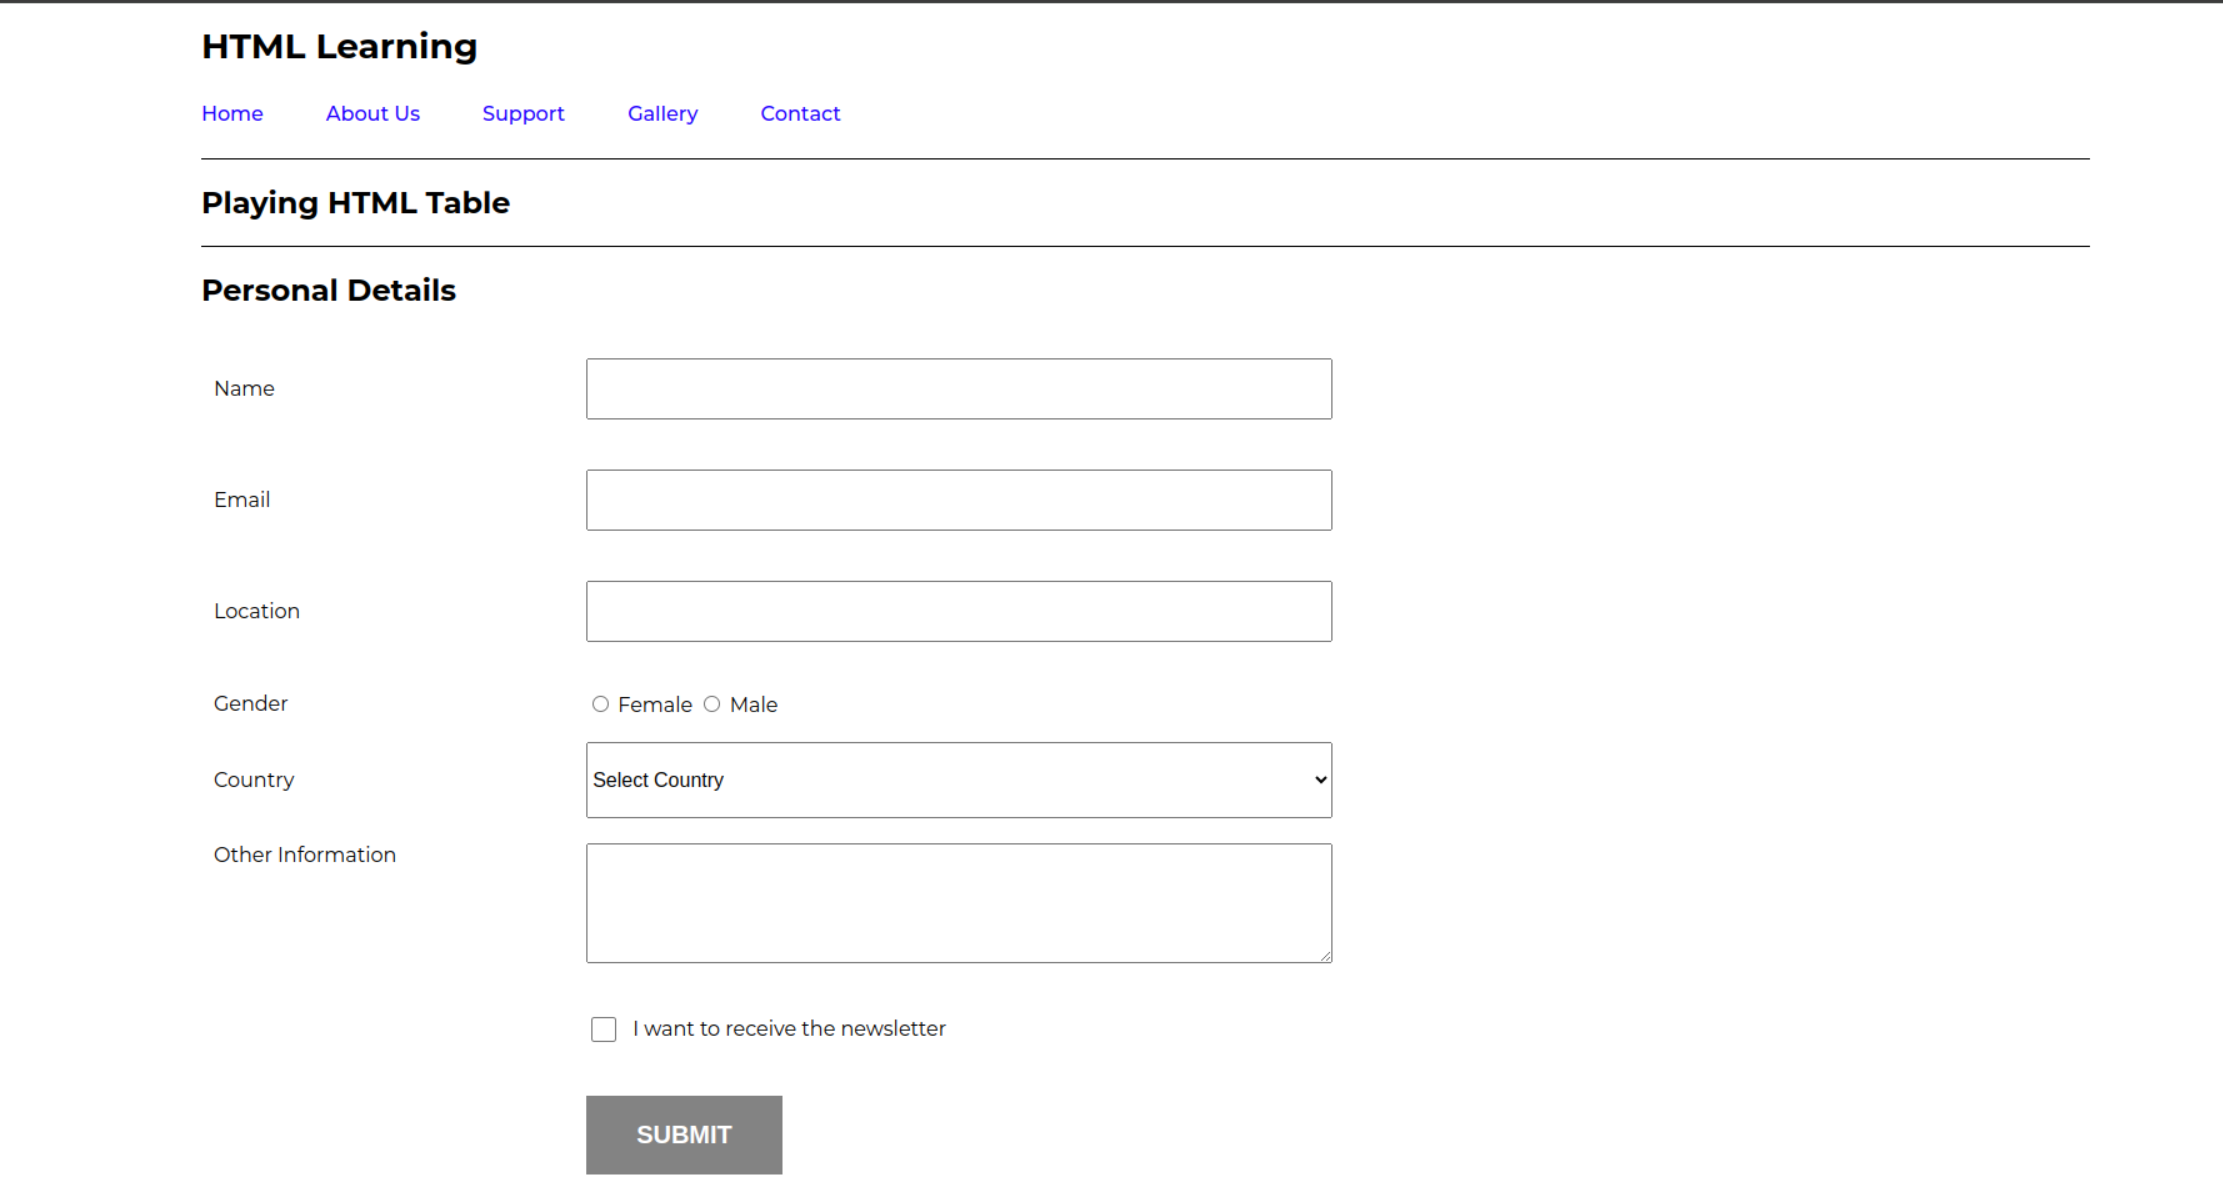 HTML Learning
Home About Us Support Gallery Contact
Playing HTML Table
Personal Details
Name
Email
Location
Gender Female Male
Country Select Country
Other Information
I want to receive the newsletter
SUBMIT